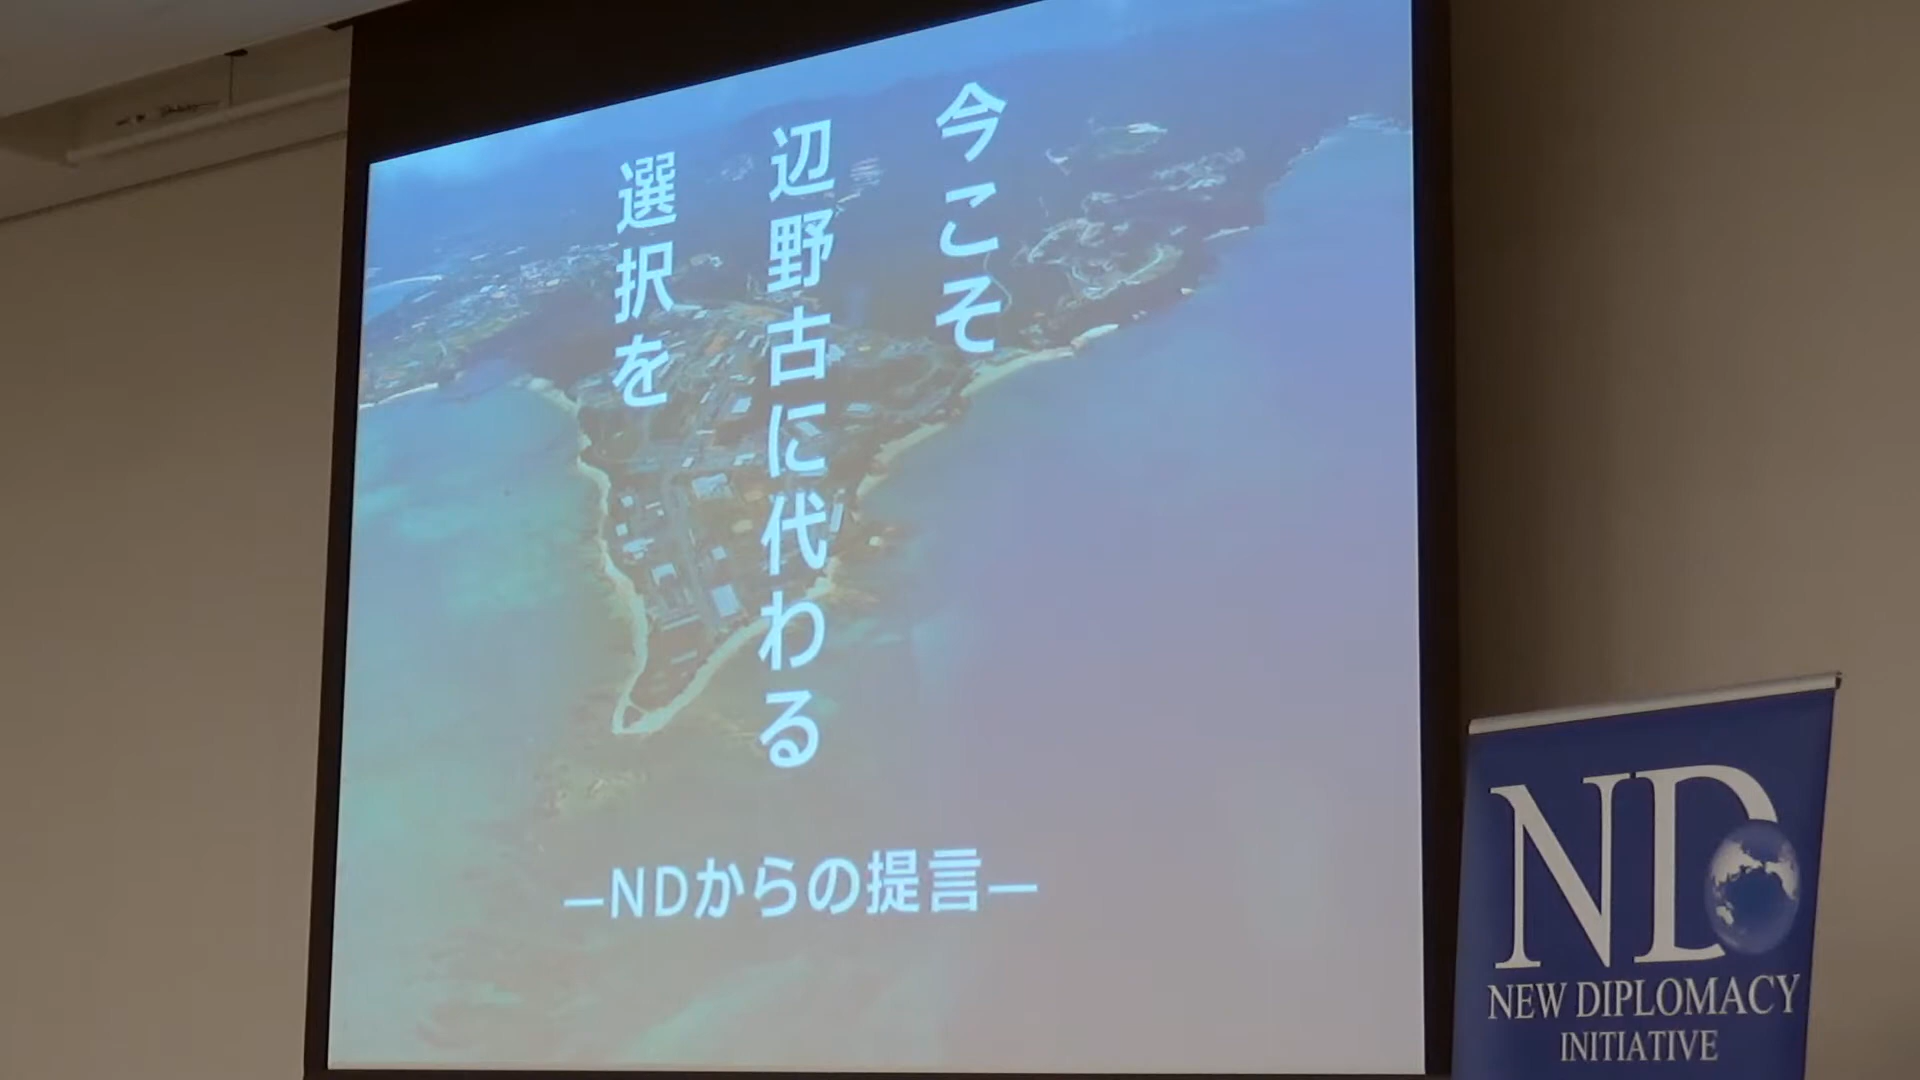 今こそ
辺野古に代わる
選択を
―NDからの提言―
ND
NEW DIPLOMACY
INITIATIVE